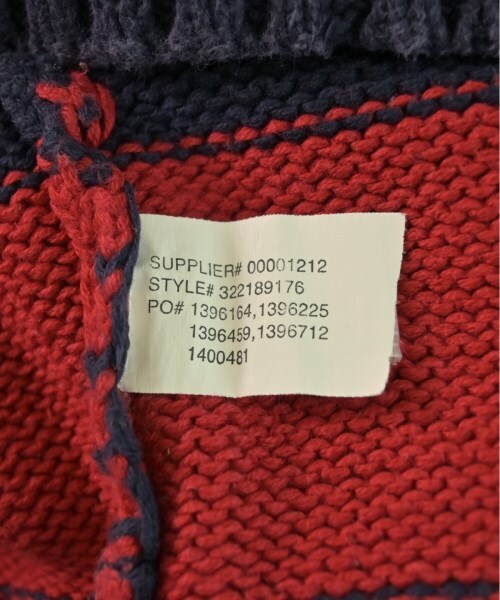 SUPPLIER# 00001212
STYLE# 322189176
PO# 1396164,1396225
1396459,1396712
1400481